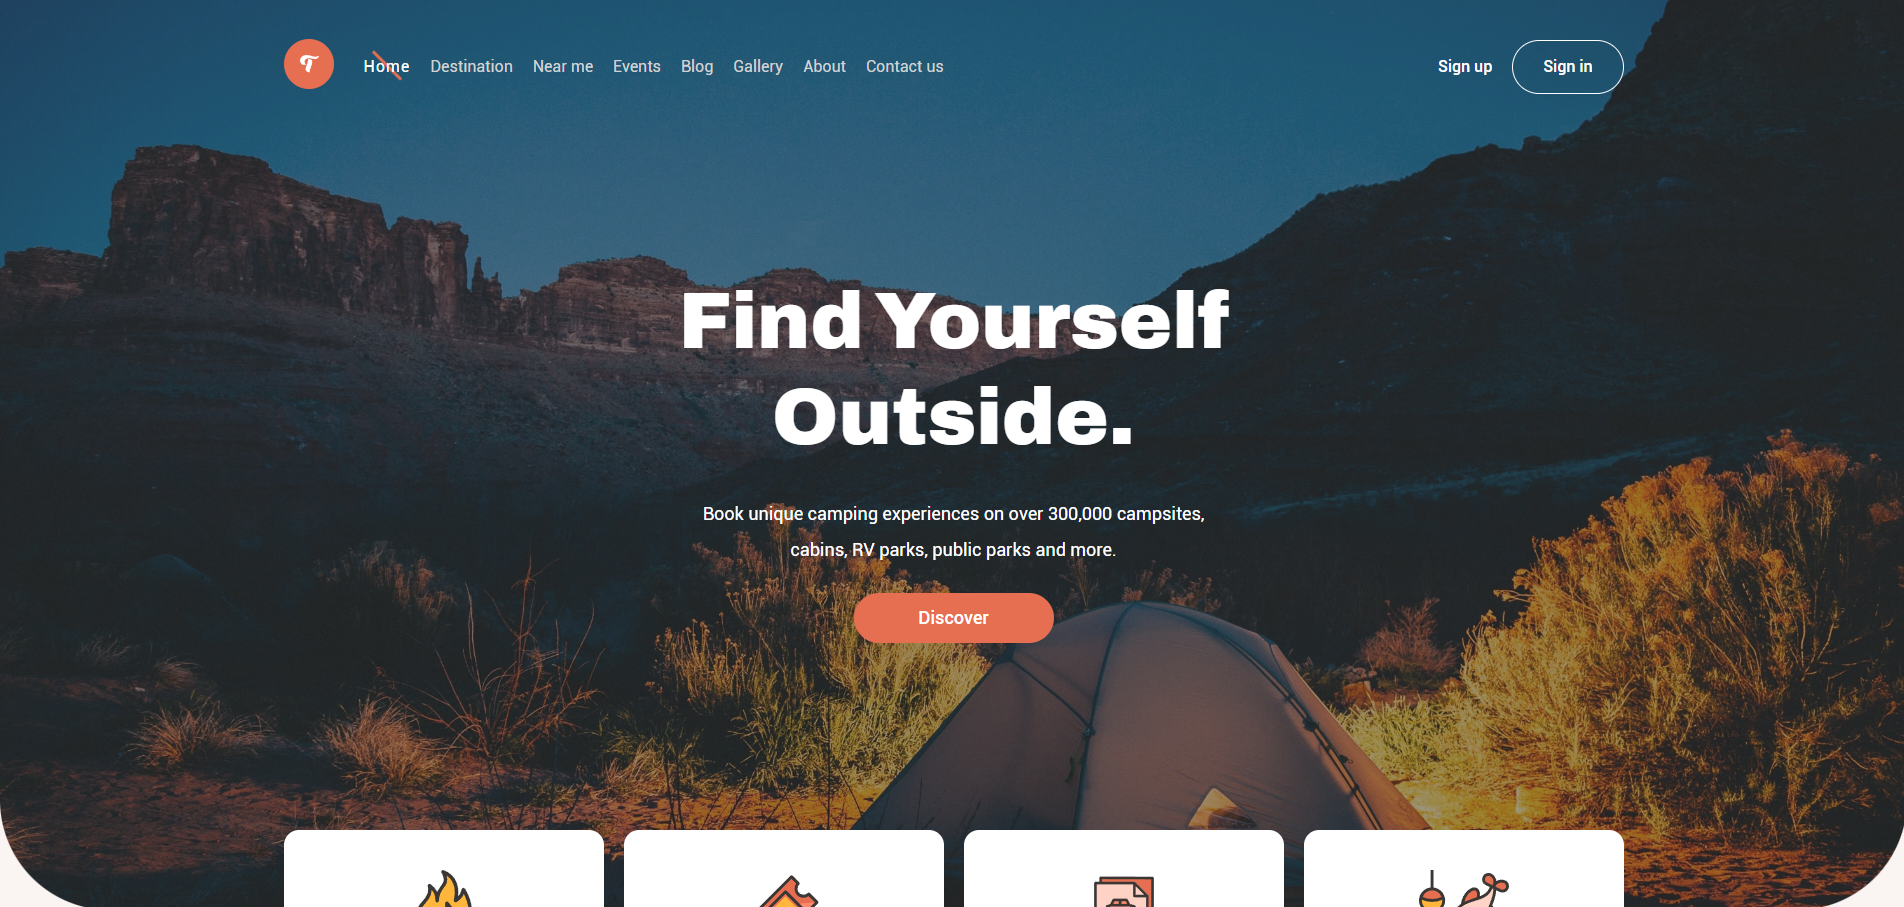 T
Home Destination Near me Events Blog Gallery About Contact us Sign up Sign in
Find Yourself
Outside.
Book unique camping experiences on over 300,000 campsites,
cabins, RV parks, public parks and more.
Discover